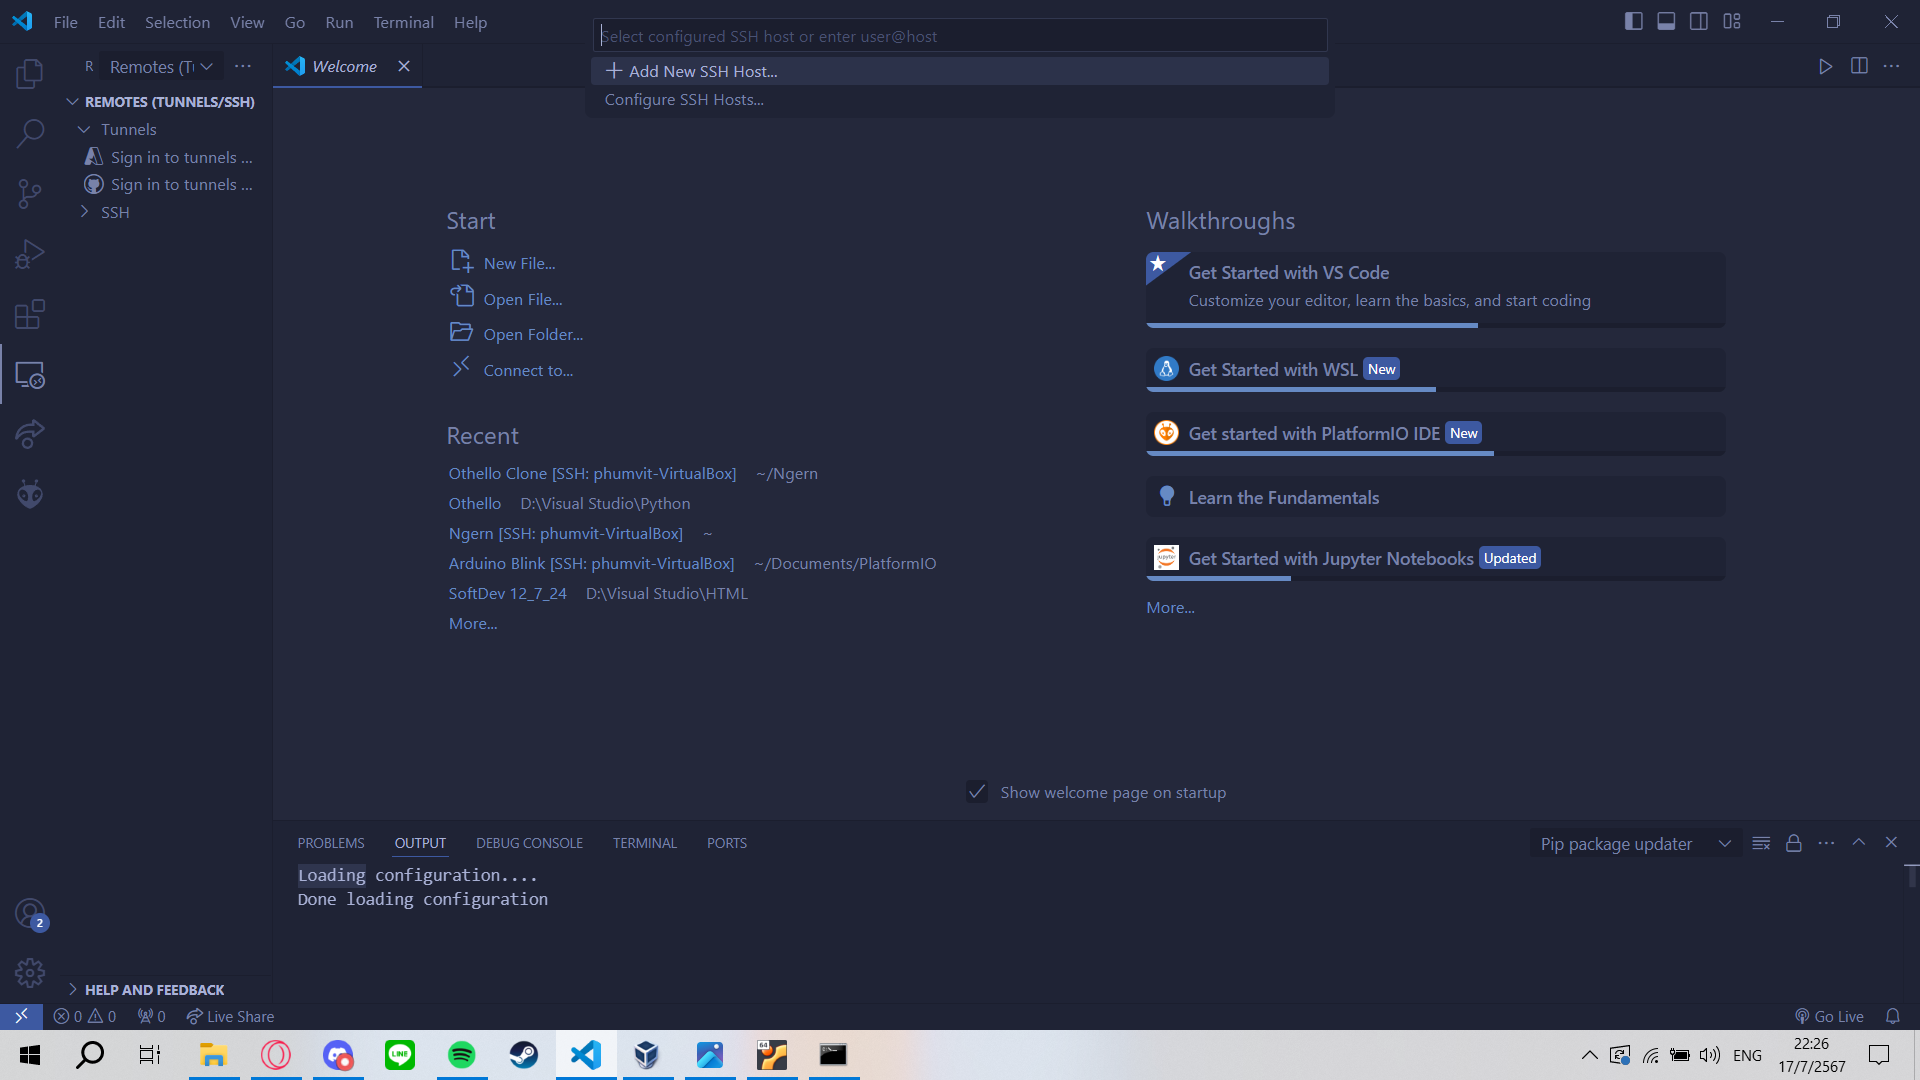 File Edit Selection View Go Run Terminal Help
Select configured SSH host or enter user@host
Add New SSH Host...
Configure SSH Hosts...
R Remotes (Tu
Welcome
REMOTES (TUNNELS/SSH)
Tunnels
Sign in to tunnels ...
Sign in to tunnels ...
SSH
Start
New File...
Open File...
Open Folder...
Connect to...
Recent
Othello Clone [SSH: phumvit-VirtualBox] ~/Ngern
Othello D:\Visual Studio\Python
Ngern [SSH: phumvit-VirtualBox] ~
Arduino Blink [SSH: phumvit-VirtualBox] ~/Documents/PlatformIO
SoftDev 12_7_24 D:\Visual Studio\HTML
More...
Walkthroughs
Get Started with VS Code
Customize your editor, learn the basics, and start coding
Get Started with WSL New
Get started with PlatformIO IDE New
Learn the Fundamentals
jupyter
Get Started with Jupyter Notebooks Updated
More...
Show welcome page on startup
PROBLEMS OUTPUT DEBUG CONSOLE TERMINAL PORTS
Pip package updater
Loading configuration....
Done loading configuration
2
HELP AND FEEDBACK
0 0 0 Live Share
Go Live
LINE
64
ENG
22:26
17/7/2567